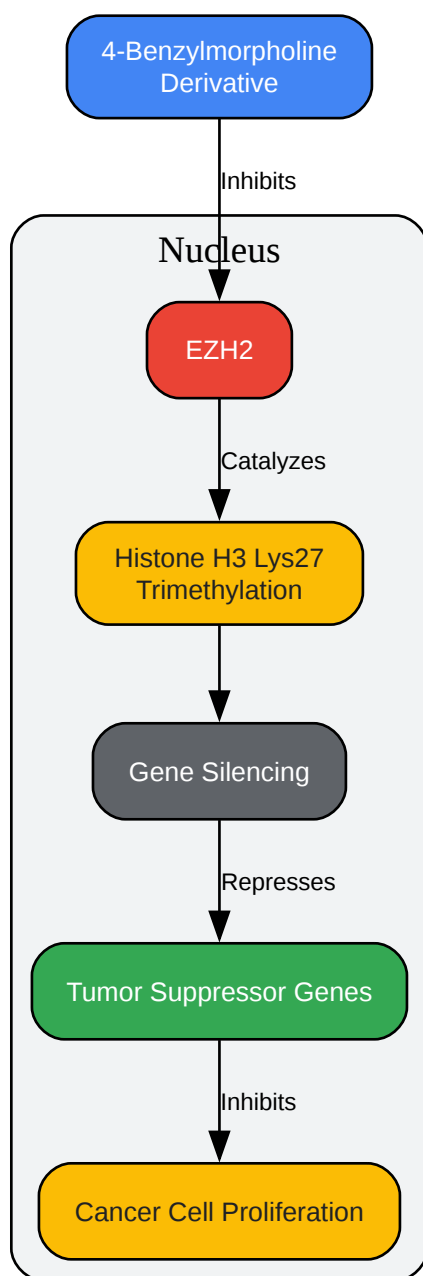 4-Benzylmorpholine
Derivative
Inhibits
Nucleus
EZH2
Catalyzes
Histone H3 Lys27
Trimethylation
Gene Silencing
Represses
Tumor Suppressor Genes
Inhibits
Cancer Cell Proliferation